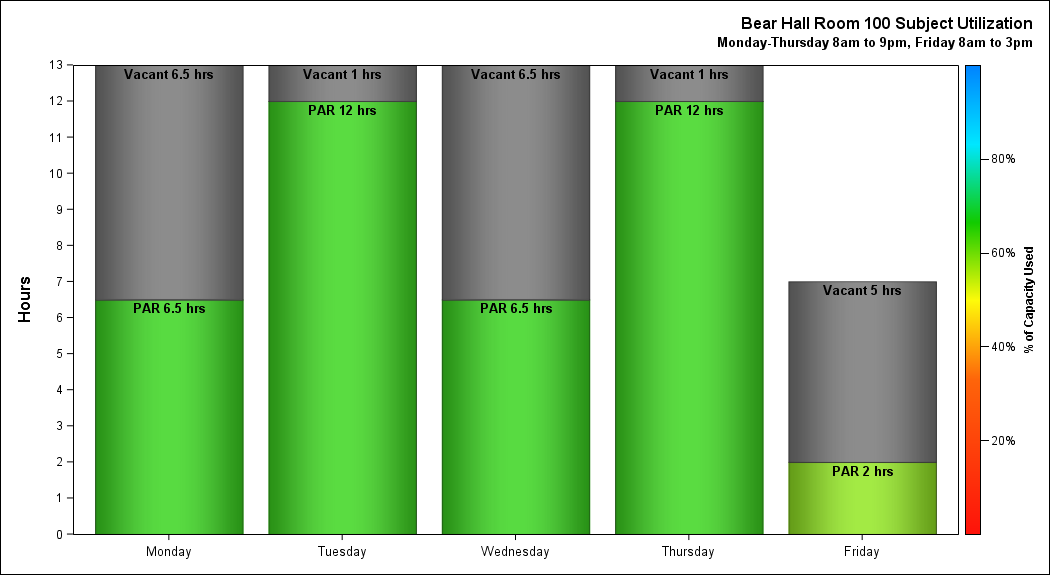 Bear Hall Room 100 Subject Utilization
Monday-Thursday 8am to 9pm, Friday 8am to 3pm
13
12
11
10
9
8
7
6
5
4
3
2
1
0
Hours
Vacant 6.5 hrs
PAR 6.5 hrs
Vacant 1 hrs
PAR 12 hrs
Vacant 6.5 hrs
PAR 6.5 hrs
Vacant 1 hrs
PAR 12 hrs
Vacant 5 hrs
PAR 2 hrs
Monday
Tuesday
Wednesday
Thursday
Friday
80%
60%
40%
20%
% of Capacity Used